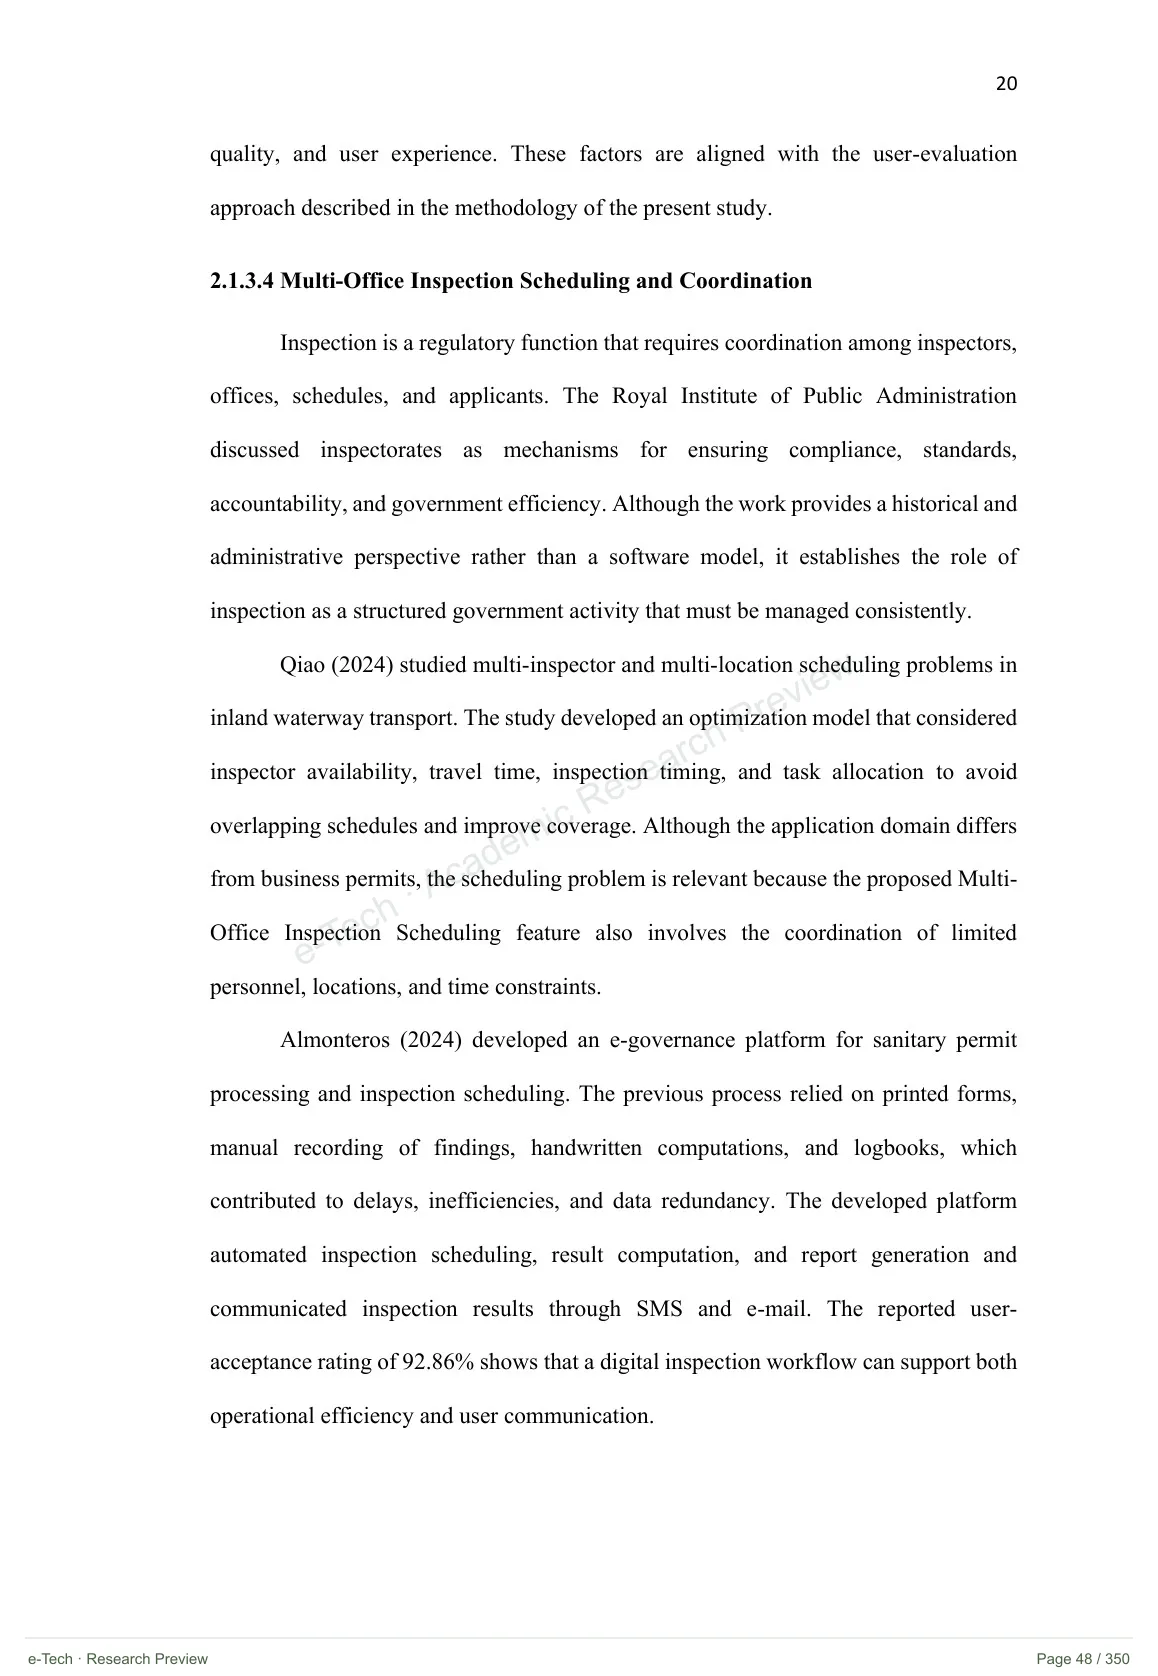 20
quality, and user experience. These factors are aligned with the user-evaluation
approach described in the methodology of the present study.
2.1.3.4 Multi-Office Inspection Scheduling and Coordination
Inspection is a regulatory function that requires coordination among inspectors,
offices, schedules, and applicants. The Royal Institute of Public Administration
discussed inspectorates as mechanisms for ensuring compliance, standards,
accountability, and government efficiency. Although the work provides a historical and
administrative perspective rather than a software model, it establishes the role of
inspection as a structured government activity that must be managed consistently.
Qiao (2024) studied multi-inspector and multi-location scheduling problems in
inland waterway transport. The study developed an optimization model that considered
inspector availability, travel time, inspection timing, and task allocation to avoid
overlapping schedules and improve coverage. Although the application domain differs
from business permits, the scheduling problem is relevant because the proposed Multi-
Office Inspection Scheduling feature also involves the coordination of limited
personnel, locations, and time constraints.
Almonteros (2024) developed an e-governance platform for sanitary permit
processing and inspection scheduling. The previous process relied on printed forms,
manual recording of findings, handwritten computations, and logbooks, which
contributed to delays, inefficiencies, and data redundancy. The developed platform
automated inspection scheduling, result computation, and report generation and
communicated inspection results through SMS and e-mail. The reported user-
acceptance rating of 92.86% shows that a digital inspection workflow can support both
operational efficiency and user communication.
e-Tech · Academic Research Preview
e-Tech · Research Preview
Page 48 / 350